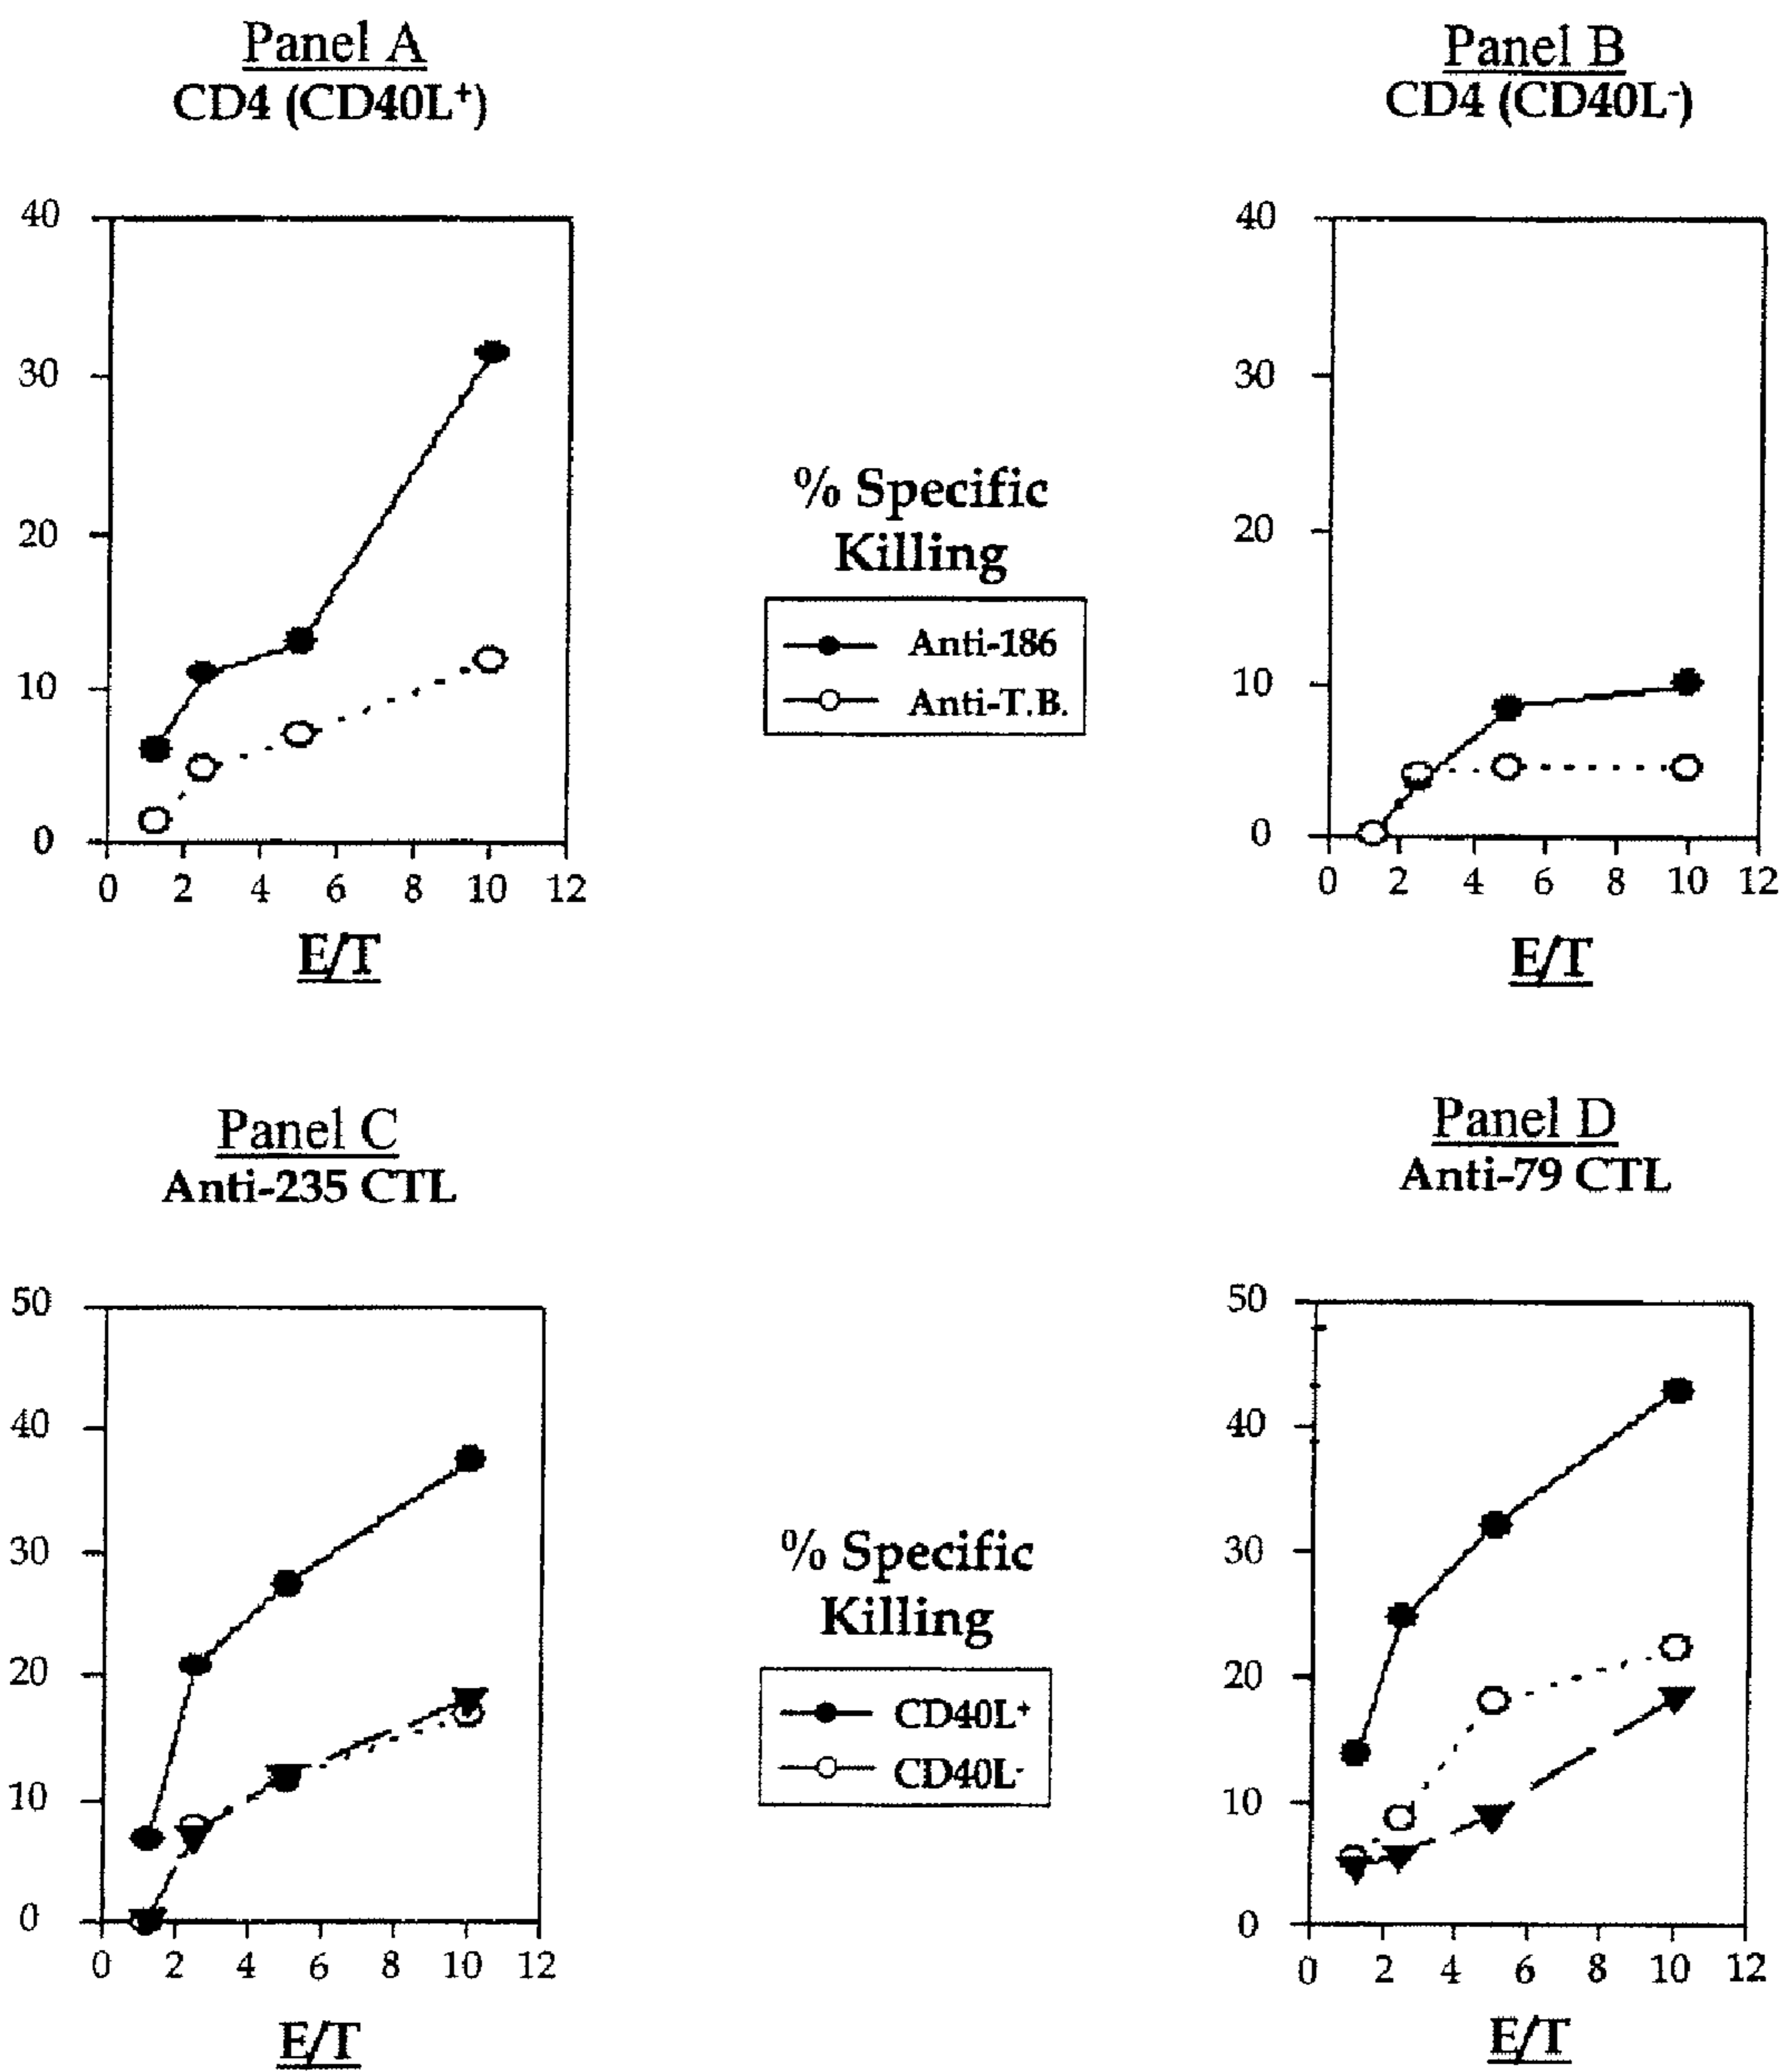 Panel A
CD4 (CD40L⁺)
40
30
20
10
0
0 2 4 6 8 10 12
E/T
% Specific
Killing
Anti-186
Anti-T.B.
Panel B
CD4 (CD40L⁻)
40
30
20
10
0
0 2 4 6 8 10 12
E/T
Panel C
Anti-235 CTL
50
40
30
20
10
0
0 2 4 6 8 10 12
E/T
% Specific
Killing
CD40L⁺
CD40L⁻
Panel D
Anti-79 CTL
50
40
30
20
10
0
0 2 4 6 8 10 12
E/T